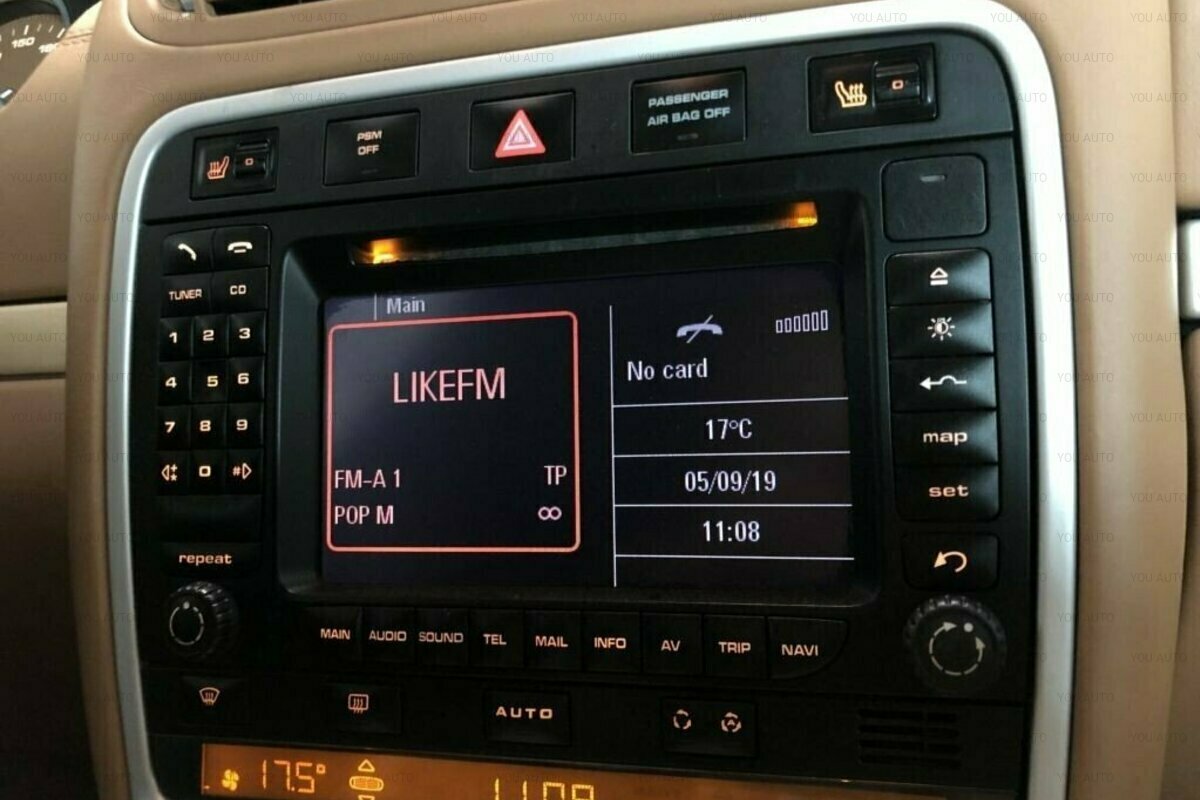 150
PSM
OFF
PASSENGER
AIR BAG OFF
TUNER CD
1 2 3
4 5 6
7 8 9
0 #
repeat
Main
LIKEFM
FM-A 1 TP
POP M ∞
No card
17°C
05/09/19
11:08
map
set
MAIN AUDIO SOUND TEL MAIL INFO AV TRIP NAVI
AUTO
A
17.5°
YOU AUTO